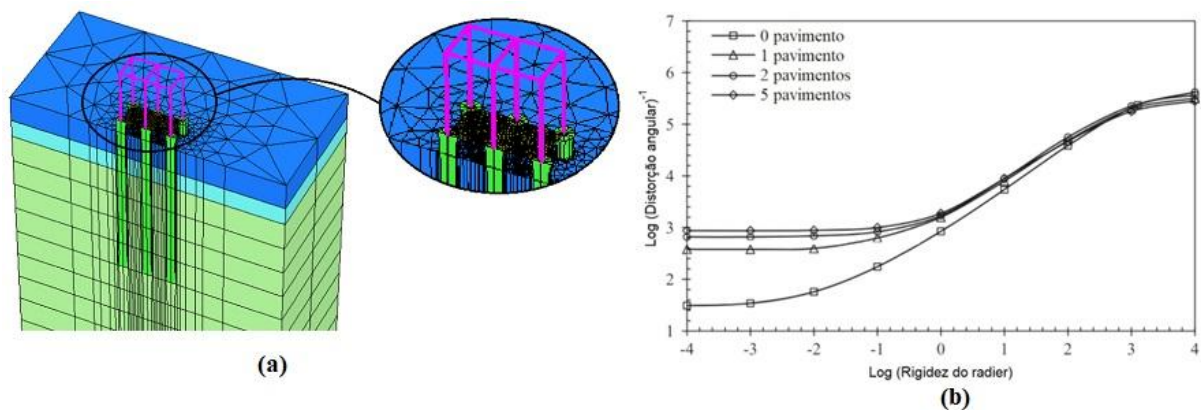 (a)
7
6
5
4
3
2
1
Log (Distorção angular)⁻¹
0 pavimento
1 pavimento
2 pavimentos
5 pavimentos
-4 -3 -2 -1 0 1 2 3 4
Log (Rigidez do radier)
(b)